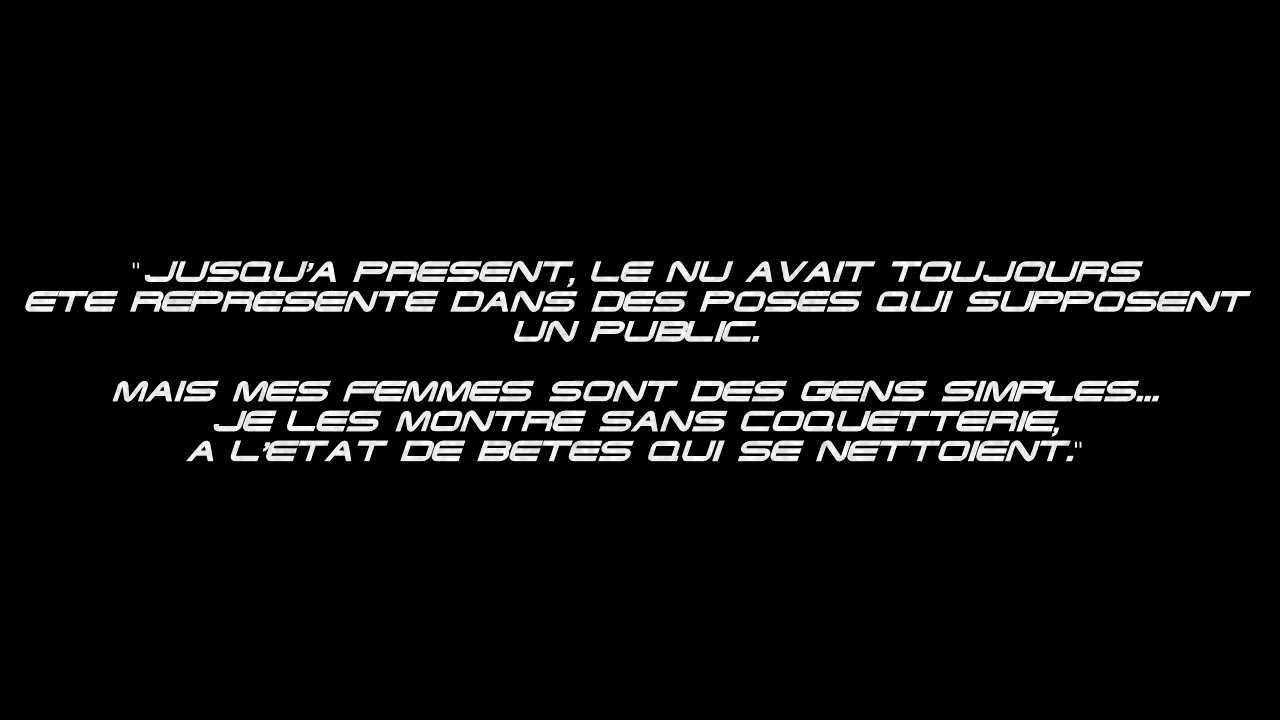 "JUSQU'A PRESENT, LE NU AVAIT TOUJOURS
ETE REPRESENTE DANS DES POSES QUI SUPPOSENT
UN PUBLIC.
MAIS MES FEMMES SONT DES GENS SIMPLES...
JE LES MONTRE SANS COQUETTERIE,
A L'ETAT DE BETES QUI SE NETTOIENT."